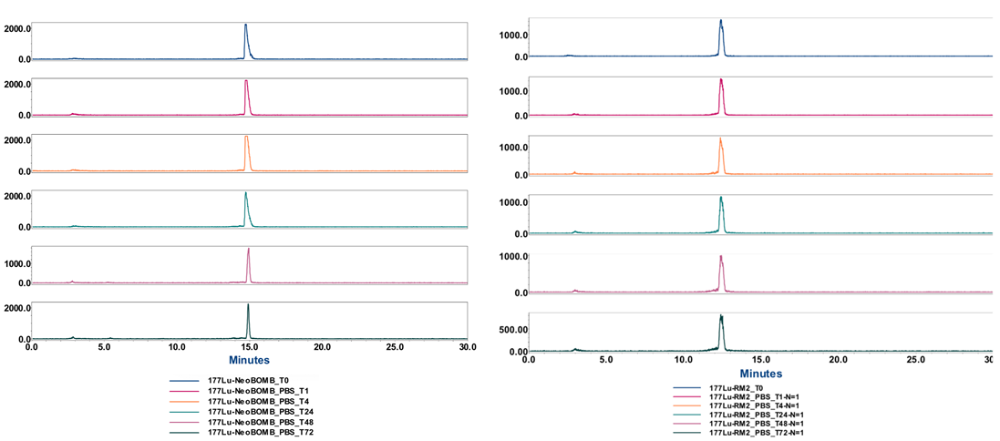 2000.0
0.0
2000.0
0.0
2000.0
0.0
2000.0
0.0
1000.0
0.0
2000.0
0.0
0.0 5.0 10.0 15.0 20.0 25.0 30.0
Minutes
177Lu-NeoBOMB_T0
177Lu-NeoBOMB_PBS_T1
177Lu-NeoBOMB_PBS_T4
177Lu-NeoBOMB_PBS_T24
177Lu-NeoBOMB_PBS_T48
177Lu-NeoBOMB_PBS_T72
1000.0
0.0
1000.0
0.0
1000.0
0.0
1000.0
0.0
1000.0
0.0
500.00
0.00
0.0 5.0 10.0 15.0 20.0 25.0 30
Minutes
177Lu-RM2_T0
177Lu-RM2_PBS_T1-N=1
177Lu-RM2_PBS_T4-N=1
177Lu-RM2_PBS_T24-N=1
177Lu-RM2_PBS_T48-N=1
177Lu-RM2_PBS_T72-N=1